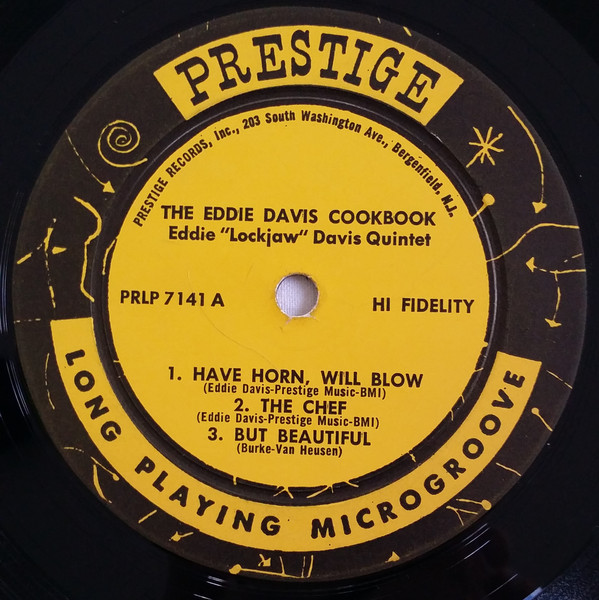 PRESTIGE
PRESTIGE RECORDS, Inc., 203 South Washington Ave., Bergenfield, N.J.
THE EDDIE DAVIS COOKBOOK
Eddie "Lockjaw" Davis Quintet
PRLP 7141 A HI FIDELITY
1. HAVE HORN, WILL BLOW
(Eddie Davis-Prestige Music-BMI)
2. THE CHEF
(Eddie Davis-Prestige Music-BMI)
3. BUT BEAUTIFUL
(Burke-Van Heusen)
LONG PLAYING MICROGROOVE